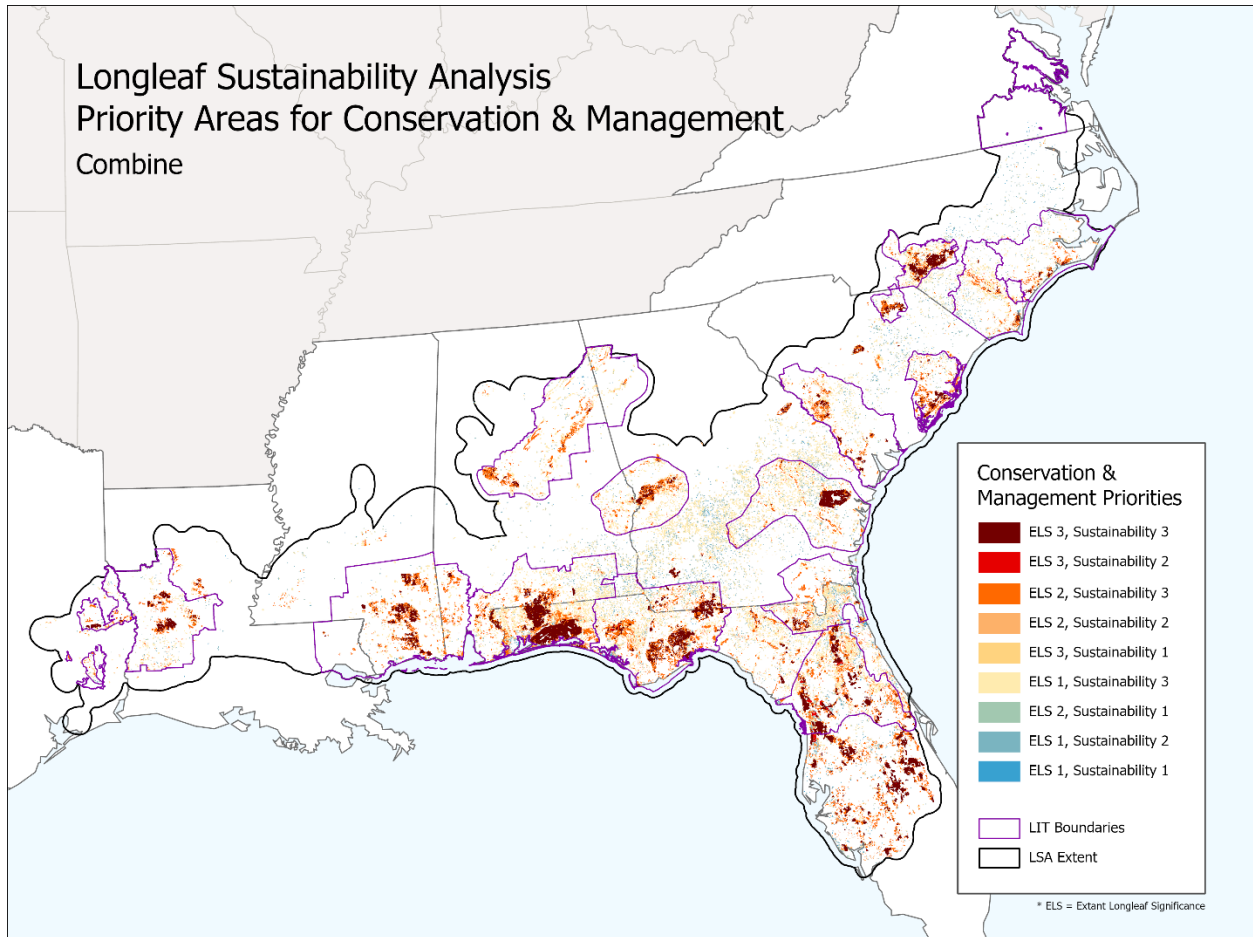 Longleaf Sustainability Analysis
Priority Areas for Conservation & Management
Combine
Conservation &
Management Priorities
ELS 3, Sustainability 3
ELS 3, Sustainability 2
ELS 2, Sustainability 3
ELS 2, Sustainability 2
ELS 3, Sustainability 1
ELS 1, Sustainability 3
ELS 2, Sustainability 1
ELS 1, Sustainability 2
ELS 1, Sustainability 1
LIT Boundaries
LSA Extent
* ELS = Extant Longleaf Significance